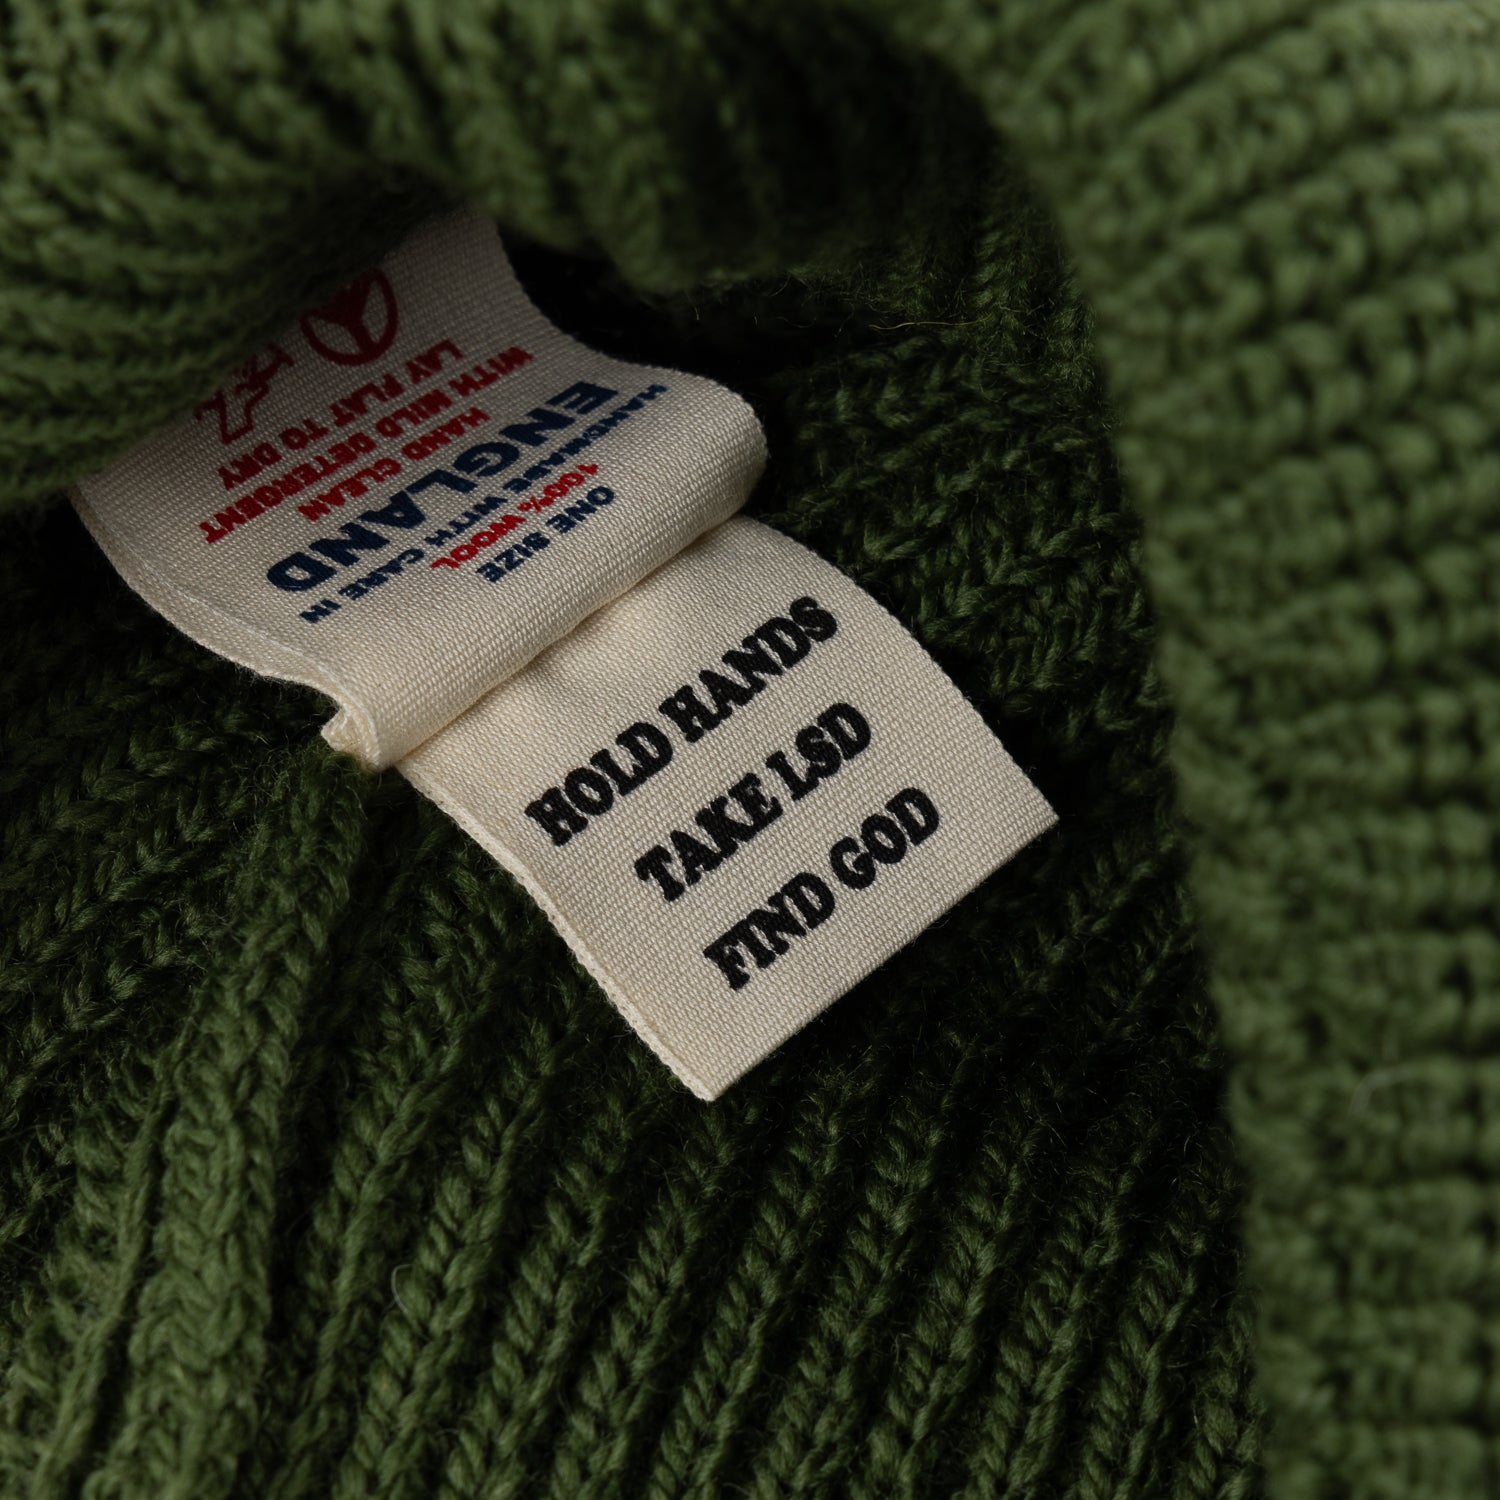 HOLD HANDS
TAKE LSD
FIND GOD
ONE SIZE
100% WOOL
HANDMADE WITH CARE IN
ENGLAND
HAND CLEAN
WITH MILD DETERGENT
LAY FLAT TO DRY